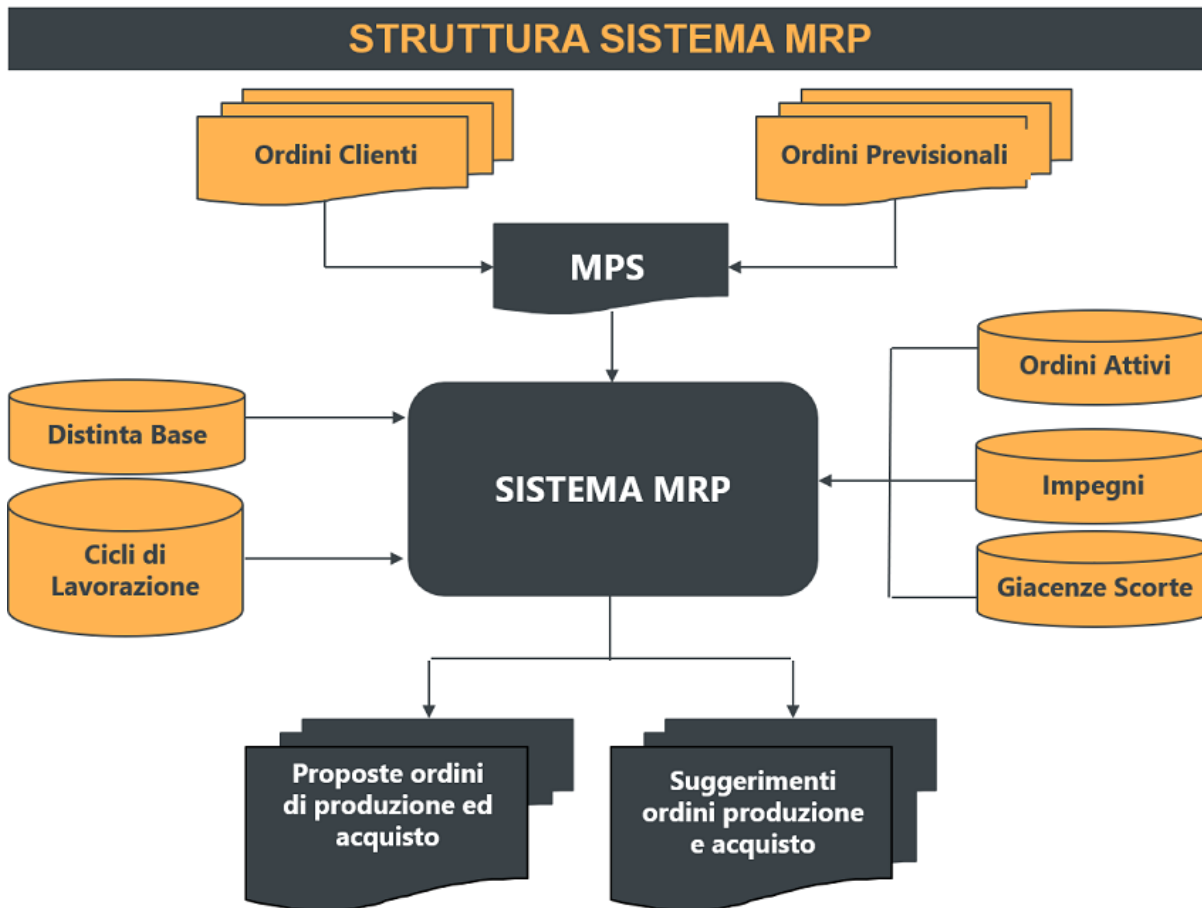 STRUTTURA SISTEMA MRP
Ordini Clienti
Ordini Previsionali
MPS
Ordini Attivi
Distinta Base
Impegni
SISTEMA MRP
Cicli di
Lavorazione
Giacenze Scorte
Proposte ordini
di produzione ed
acquisto
Suggerimenti
ordini produzione
e acquisto